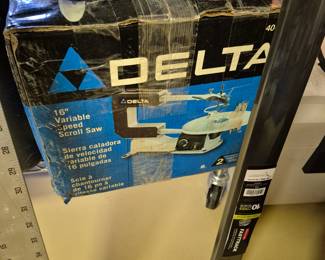 DELTA
40
16"
Variable
Speed
Scroll Saw
Sierra caladora
de velocidad
variable de
16 pulgadas
Scie à
chantourner
de 16 po à
vitesse variable
DELTA
2